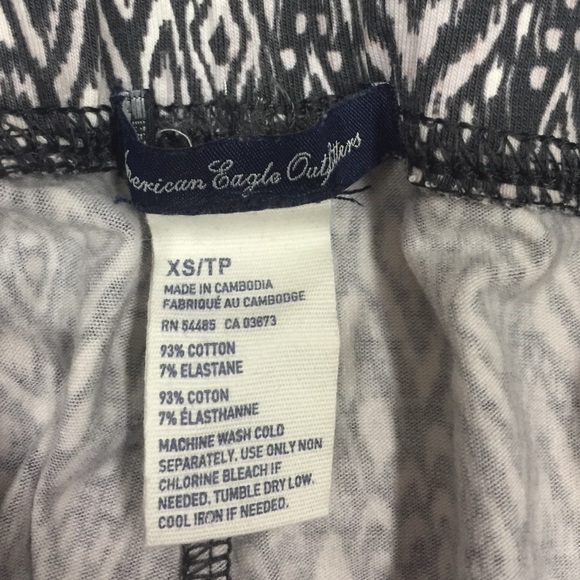 American Eagle Outfitters
XS/TP
MADE IN CAMBODIA
FABRIQUÉ AU CAMBODGE
RN 54485 CA 03673
93% COTTON
7% ELASTANE
93% COTON
7% ÉLASTHANNE
MACHINE WASH COLD
SEPARATELY. USE ONLY NON
CHLORINE BLEACH IF
NEEDED. TUMBLE DRY LOW.
COOL IRON IF NEEDED.